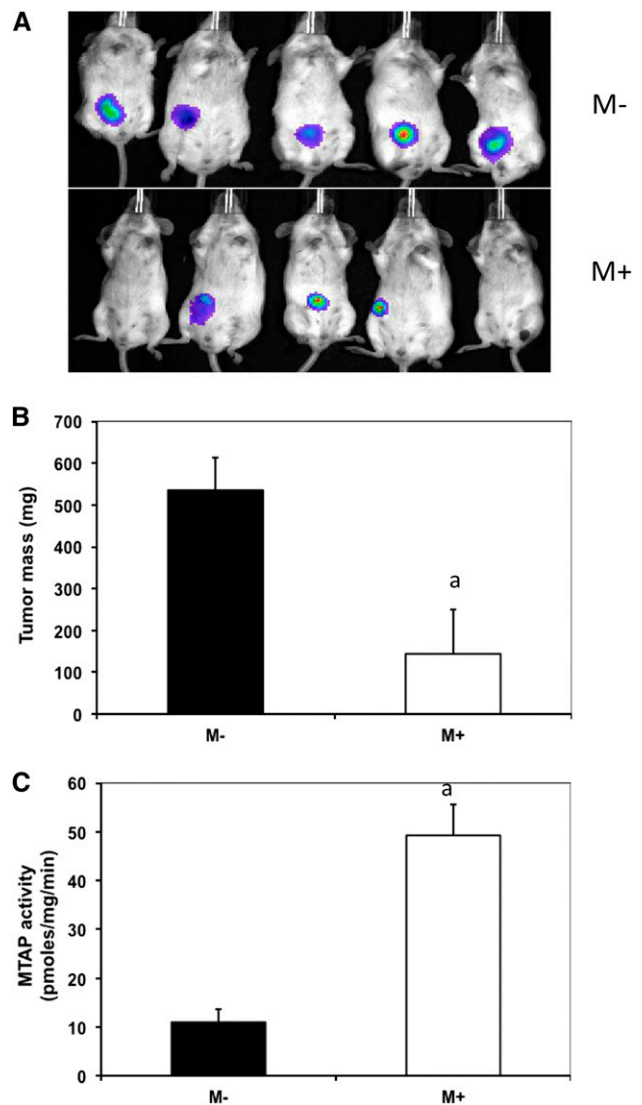 A
M-
M+
B
Tumor mass (mg)
700
600
500
400
300
200
100
0
a
M-
M+
C
MTAP activity
(pmoles/mg/min)
60
50
40
30
20
10
0
a
M-
M+